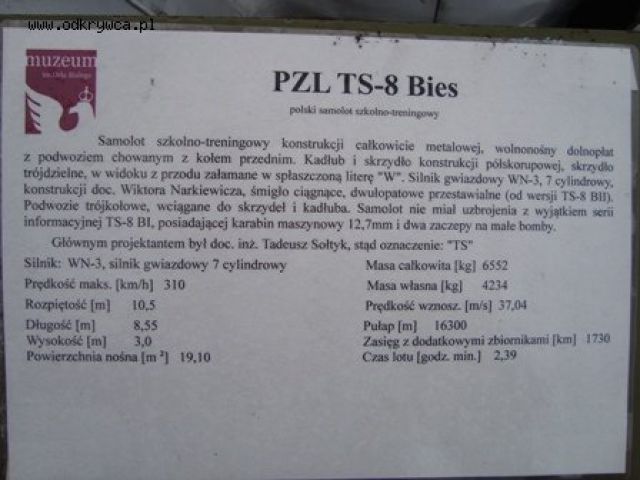 www.odkrywca.pl
muzeum
im. Orła Białego
PZL TS-8 Bies
polski samolot szkolno-treningowy
Samolot szkolno-treningowy konstrukcji całkowicie metalowej, wolnonośny dolnopłat
z podwoziem chowanym z kołem przednim. Kadłub i skrzydło konstrukcji półskorupowej, skrzydło
trójdzielne, w widoku z przodu załamane w spłaszczoną literę "W". Silnik gwiazdowy WN-3, 7 cylindrowy,
konstrukcji doc. Wiktora Narkiewicza, śmigło ciągnące, dwułopatowe przestawialne (od wersji TS-8 BII).
Podwozie trójkołowe, wciągane do skrzydeł i kadłuba. Samolot nie miał uzbrojenia z wyjątkiem serii
informacyjnej TS-8 BI, posiadającej karabin maszynowy 12,7mm i dwa zaczepy na małe bomby.
Głównym projektantem był doc. inż. Tadeusz Sołtyk, stąd oznaczenie: "TS"
Silnik: WN-3, silnik gwiazdowy 7 cylindrowy
Prędkość maks. [km/h] 310
Rozpiętość [m] 10,5
Długość [m] 8,55
Wysokość [m] 3,0
Powierzchnia nośna [m ²] 19,10
Masa całkowita [kg] 6552
Masa własna [kg] 4234
Prędkość wznosz. [m/s] 37,04
Pułap [m] 16300
Zasięg z dodatkowymi zbiornikami [km] 1730
Czas lotu [godz. min.] 2,39